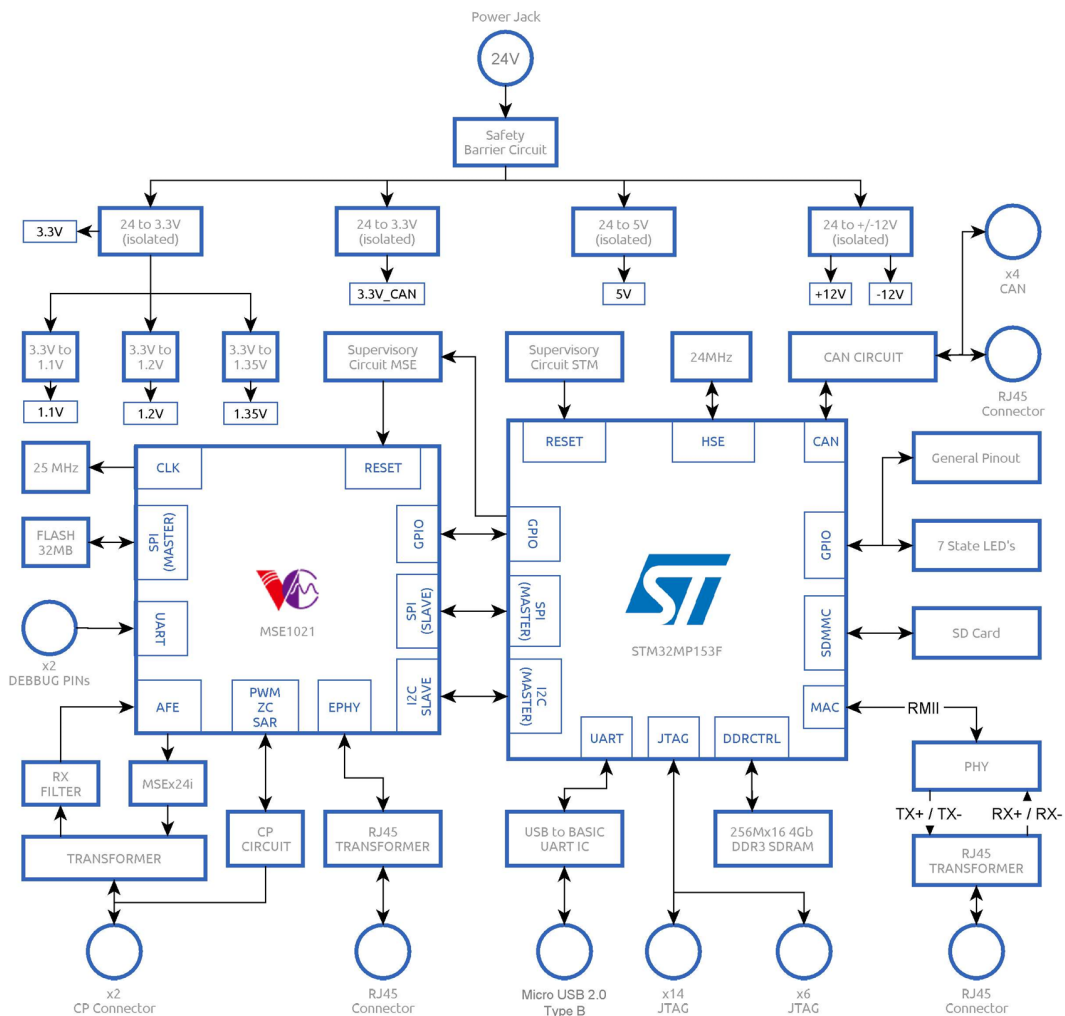 Power Jack
24V
Safety
Barrier Circuit
3.3V
24 to 3.3V
(isolated)
24 to 3.3V
(isolated)
24 to 5V
(isolated)
24 to +/-12V
(isolated)
3.3V_CAN
5V
+12V
-12V
x4
CAN
3.3V to
1.1V
3.3V to
1.2V
3.3V to
1.35V
Supervisory
Circuit MSE
Supervisory
Circuit STM
24MHz
CAN CIRCUIT
RJ45
Connector
1.1V
1.2V
1.35V
25 MHz
CLK
RESET
RESET
HSE
CAN
General Pinout
FLASH
32MB
SPI
(MASTER)
GPIO
GPIO
GPIO
7 State LED's
MSE1021
SPI
(SLAVE)
SPI
(MASTER)
ST
STM32MP153F
SDMMC
SD Card
UART
x2
DEBBUG PINs
I2C
SLAVE
I2C
(MASTER)
AFE
PWM
ZC
SAR
EPHY
UART
JTAG
DDRCTRL
MAC
RMII
PHY
RX
FILTER
MSEx24i
TX+ / TX-
RX+ / RX-
TRANSFORMER
CP
CIRCUIT
RJ45
TRANSFORMER
USB to BASIC
UART IC
256Mx16 4Gb
DDR3 SDRAM
RJ45
TRANSFORMER
x2
CP Connector
RJ45
Connector
Micro USB 2.0
Type B
x14
JTAG
x6
JTAG
RJ45
Connector